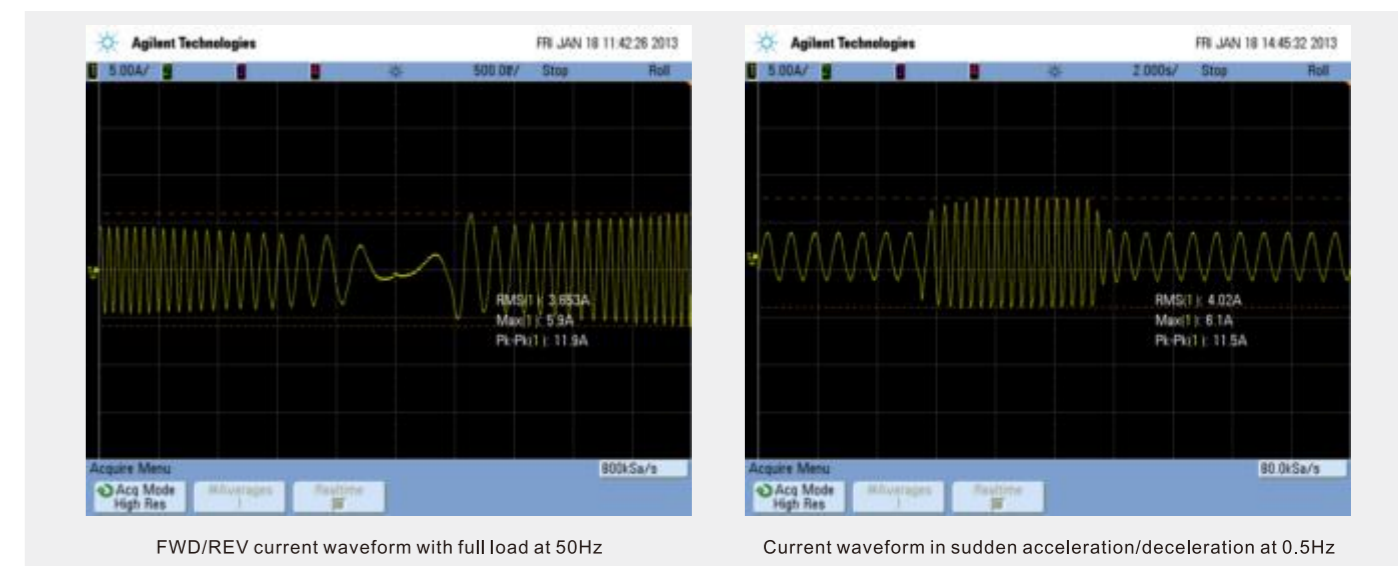 Agilent Technologies
FRI JAN 18 11:42:26 2013
5.00A/
Stop
Roll
RMS(1): 3.653A
Max(1): 5.9A
Pk-Pk(1): 11.9A
Acquire Menu
800kSa/s
Acq Mode
High Res
#Averages
Realtime
FWD/REV current waveform with full load at 50Hz
Agilent Technologies
FRI JAN 18 14:45:32 2013
5.00A/
2.000s/
Stop
Roll
RMS(1): 4.02A
Max(1): 6.1A
Pk-Pk(1): 11.5A
Acquire Menu
80.0kSa/s
Acq Mode
High Res
#Averages
Realtime
Current waveform in sudden acceleration/deceleration at 0.5Hz